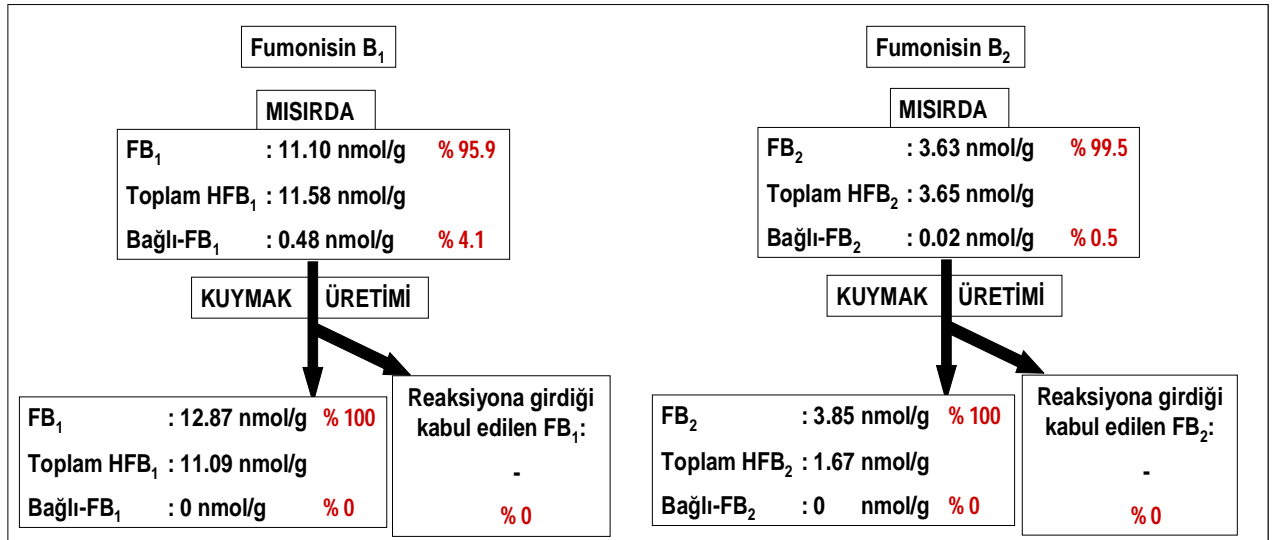 Fumonisin B₁
MISIRDA
FB₁ : 11.10 nmol/g % 95.9
Toplam HFB₁ : 11.58 nmol/g
Bağlı-FB₁ : 0.48 nmol/g % 4.1
KUYMAK ÜRETİMİ
FB₁ : 12.87 nmol/g % 100
Toplam HFB₁ : 11.09 nmol/g
Bağlı-FB₁ : 0 nmol/g % 0
Reaksiyona girdiği
kabul edilen FB₁:
-
% 0
Fumonisin B₂
MISIRDA
FB₂ : 3.63 nmol/g % 99.5
Toplam HFB₂ : 3.65 nmol/g
Bağlı-FB₂ : 0.02 nmol/g % 0.5
KUYMAK ÜRETİMİ
FB₂ : 3.85 nmol/g % 100
Toplam HFB₂ : 1.67 nmol/g
Bağlı-FB₂ : 0 nmol/g % 0
Reaksiyona girdiği
kabul edilen FB₂:
-
% 0